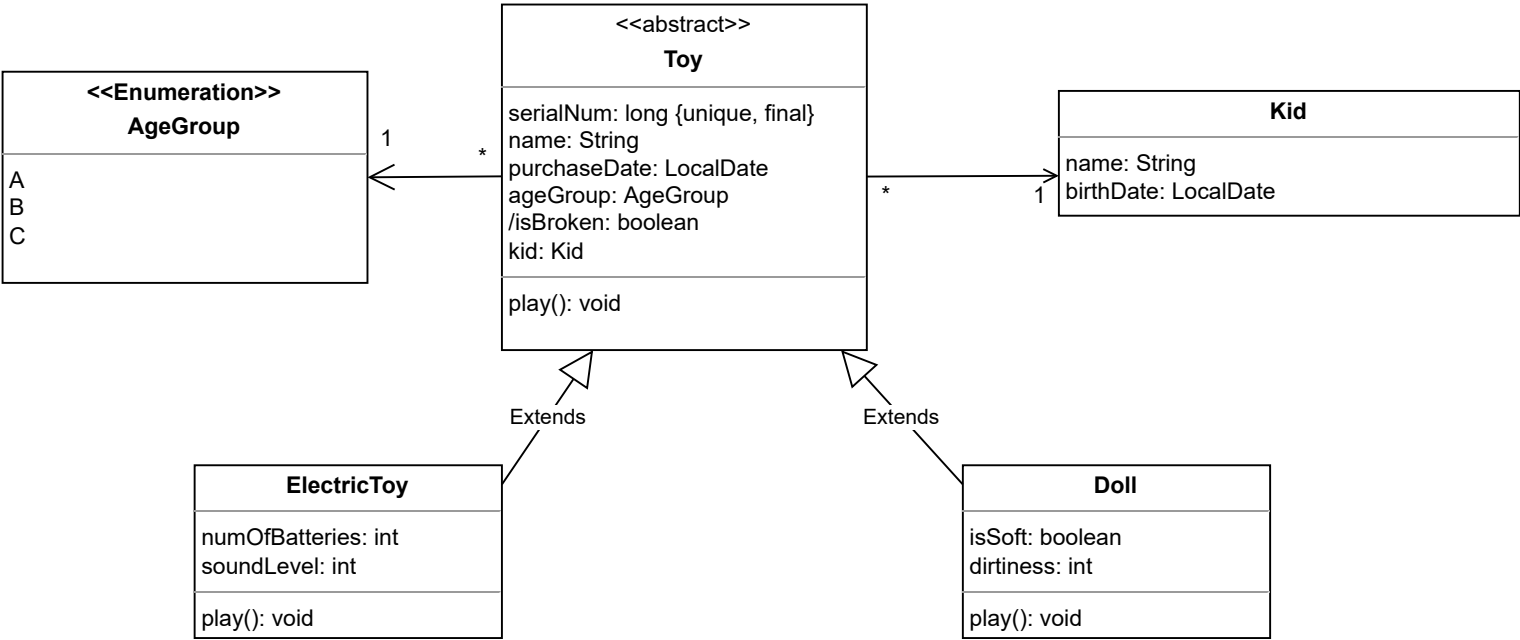 <<Enumeration>>
AgeGroup
A
B
C
1
*
<<abstract>>
Toy
serialNum: long {unique, final}
name: String
purchaseDate: LocalDate
ageGroup: AgeGroup
/isBroken: boolean
kid: Kid
play(): void
*
1
Kid
name: String
birthDate: LocalDate
Extends
Extends
ElectricToy
numOfBatteries: int
soundLevel: int
play(): void
Doll
isSoft: boolean
dirtiness: int
play(): void